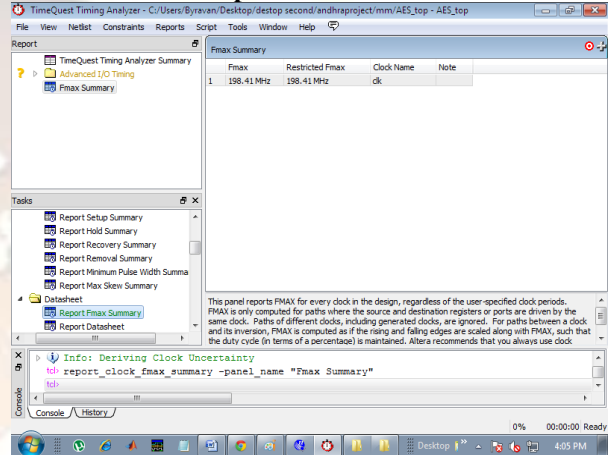 TimeQuest Timing Analyzer - C:/Users/Byravan/Desktop/destop second/andhraproject/mm/AES_top - AES_top
File View Netlist Constraints Reports Script Tools Window Help
Report
TimeQuest Timing Analyzer Summary
Advanced I/O Timing
Fmax Summary
Fmax Summary
Fmax Restricted Fmax Clock Name Note
1 198.41 MHz 198.41 MHz clk
Tasks
Report Setup Summary
Report Hold Summary
Report Recovery Summary
Report Removal Summary
Report Minimum Pulse Width Summa
Report Max Skew Summary
Datasheet
Report Fmax Summary
Report Datasheet
This panel reports FMAX for every clock in the design, regardless of the user-specified clock periods.
FMAX is only computed for paths where the source and destination registers or ports are driven by the
same clock. Paths of different clocks, including generated clocks, are ignored. For paths between a clock
and its inversion, FMAX is computed as if the rising and falling edges are scaled along with FMAX, such that
the duty cycle (in terms of a percentage) is maintained. Altera recommends that you always use clock
Info: Deriving Clock Uncertainty
tcl> report_clock_fmax_summary -panel_name "Fmax Summary"
tcl>
Console
Console History
0% 00:00:00 Ready
Desktop
4:05 PM